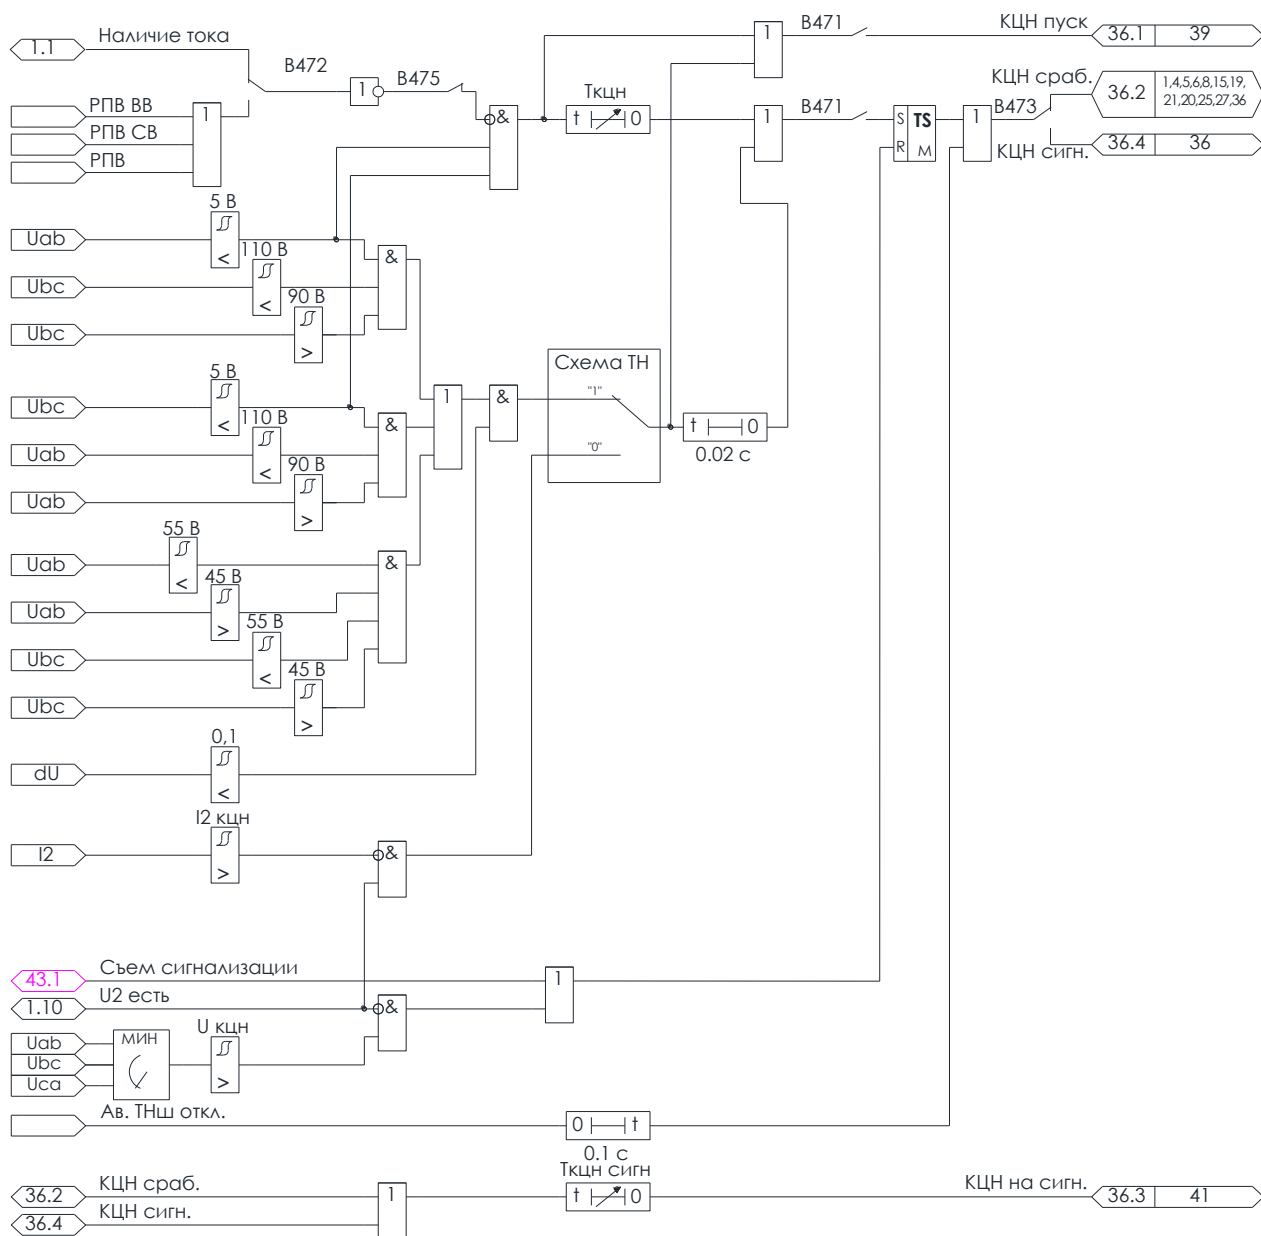 КЦН пуск
В471
36.1 39
1.1
Наличие тока
1
В472
В475
КЦН сраб.
36.2
1,4,5,6,8,15,19,
21,20,25,27,36
1
Ткцн
В471
В473
РПВ ВВ
1
&
t 0
1
S TS
1
РПВ СВ
R M
36.4 36
КЦН сигн.
РПВ
5 В
Uab
<
&
110 В
Ubc
<
90 В
Ubc
>
Схема ТН
5 В
"1"
Ubc
<
1
&
&
110 В
Uab
<
t 0
"0"
0.02 с
90 В
Uab
>
55 В
Uab
<
&
45 В
Uab
>
55 В
Ubc
<
45 В
Ubc
>
0,1
dU
<
I2 кцн
I2
>
&
43.1
Съем сигнализации
1
1.10
U2 есть
&
Uab
МИН
U кцн
Ubc
>
Uca
Ав. ТНш откл.
0 t
0.1 с
Ткцн сигн
36.2
КЦН сраб.
1
t 0
КЦН на сигн.
36.3 41
36.4
КЦН сигн.